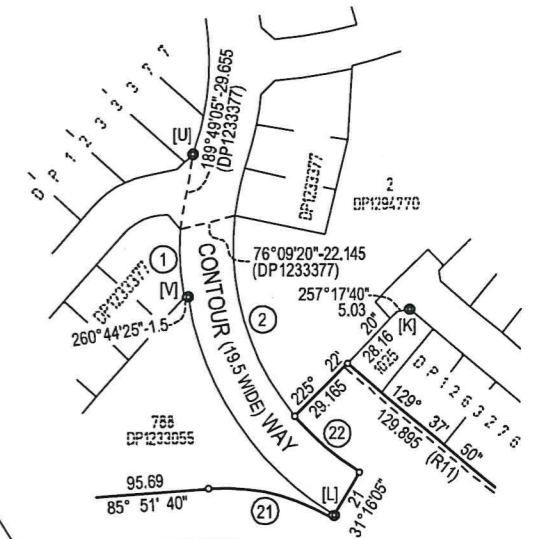 [U]
189°49'05"-29.655
(DP1233377)
DP1233377
DP1233377
2
DP1294770
76°09'20"-22.145
(DP1233377)
1
DP1233377
CONTOUR (19.5 WIDE) WAY
2
257°17'40"
5.03
[K]
[V]
260°44'25"-1.5
20"
28.16
1025
DP1263276
225° 22'
29.165
129° 37' 50"
129.895 (R11)
788
DP1233055
22
95.69
85° 51' 40"
21
[L]
21
31°16'05"